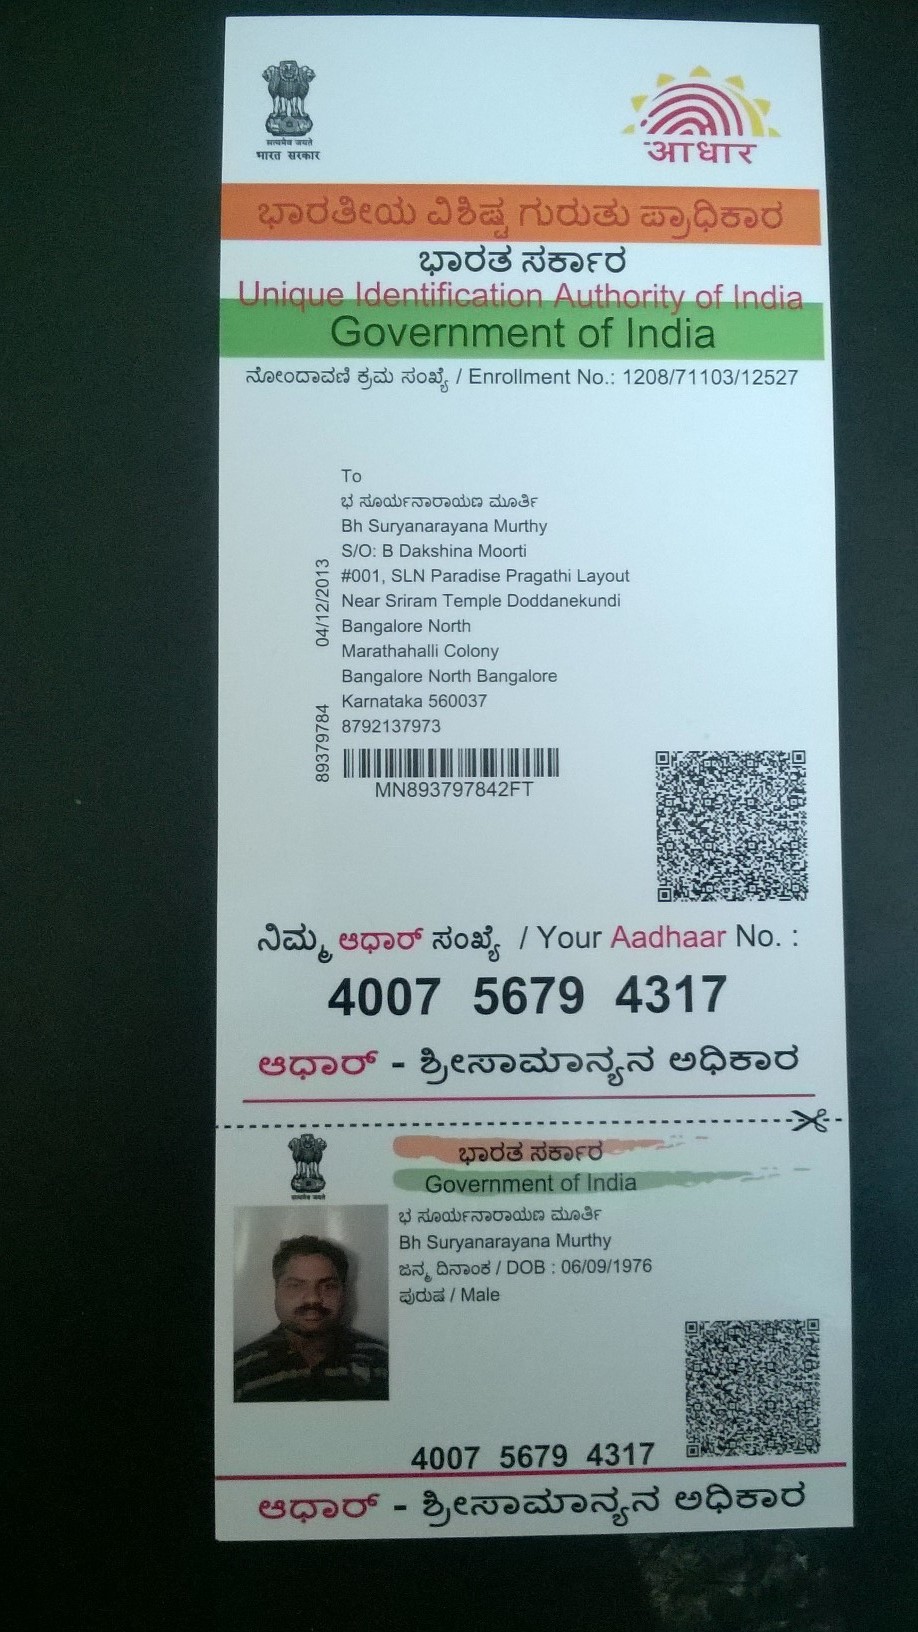 सत्यमेव जयते
भारत सरकार
आधार
ಭಾರತೀಯ ವಿಶಿಷ್ಟ ಗುರುತು ಪ್ರಾಧಿಕಾರ
ಭಾರತ ಸರ್ಕಾರ
Unique Identification Authority of India
Government of India
ನೋಂದಾವಣಿ ಕ್ರಮ ಸಂಖ್ಯೆ / Enrollment No.: 1208/71103/12527
To
ಭ ಸೂರ್ಯನಾರಾಯಣ ಮೂರ್ತಿ
Bh Suryanarayana Murthy
S/O: B Dakshina Moorti
#001, SLN Paradise Pragathi Layout
Near Sriram Temple Doddanekundi
Bangalore North
Marathahalli Colony
Bangalore North Bangalore
Karnataka 560037
8792137973
04/12/2013
89379784
MN893797842FT
ನಿಮ್ಮ ಆಧಾರ್ ಸಂಖ್ಯೆ / Your Aadhaar No. :
4007 5679 4317
ಆಧಾರ್ - ಶ್ರೀಸಾಮಾನ್ಯನ ಅಧಿಕಾರ
सत्यमेव जयते
ಭಾರತ ಸರ್ಕಾರ
Government of India
ಭ ಸೂರ್ಯನಾರಾಯಣ ಮೂರ್ತಿ
Bh Suryanarayana Murthy
ಜನ್ಮ ದಿನಾಂಕ / DOB : 06/09/1976
ಪುರುಷ / Male
4007 5679 4317
ಆಧಾರ್ - ಶ್ರೀಸಾಮಾನ್ಯನ ಅಧಿಕಾರ